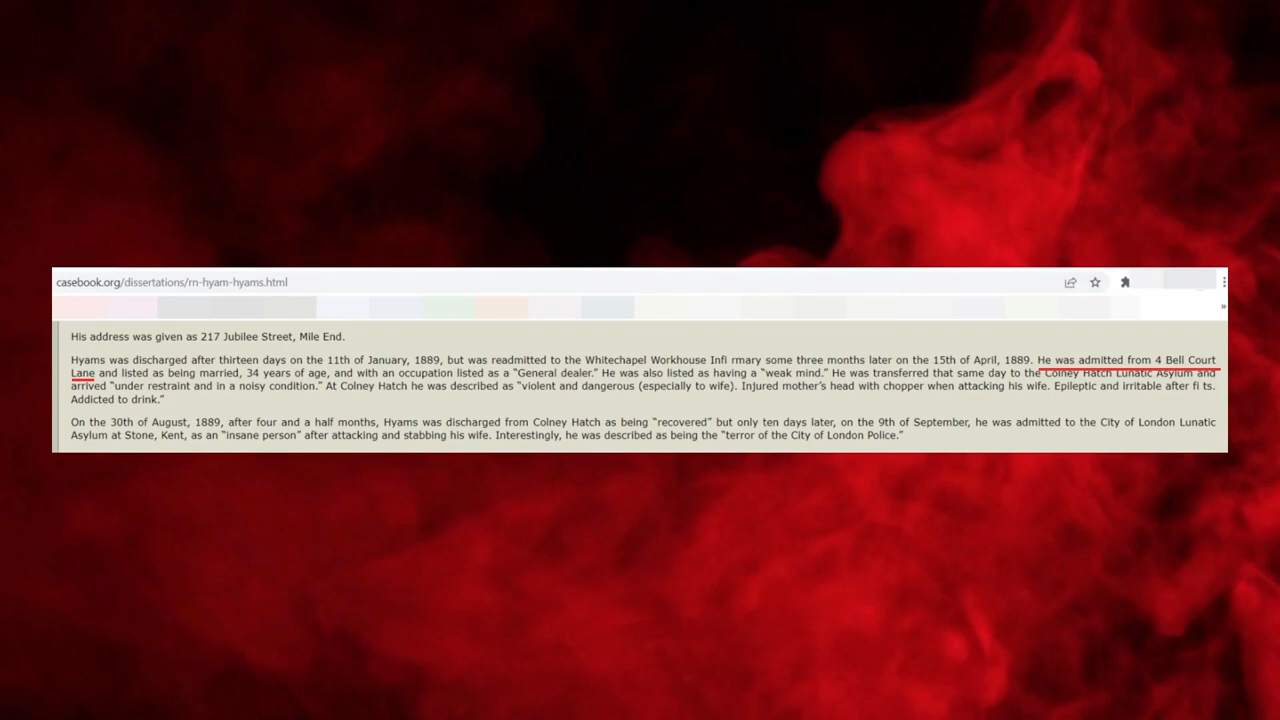 casebook.org/dissertations/rn-hyam-hyams.html
His address was given as 217 Jubilee Street, Mile End.
Hyams was discharged after thirteen days on the 11th of January, 1889, but was readmitted to the Whitechapel Workhouse Infi rmary some three months later on the 15th of April, 1889. He was admitted from 4 Bell Court
Lane and listed as being married, 34 years of age, and with an occupation listed as a “General dealer.” He was also listed as having a “weak mind.” He was transferred that same day to the Colney Hatch Lunatic Asylum and
arrived “under restraint and in a noisy condition.” At Colney Hatch he was described as “violent and dangerous (especially to wife). Injured mother’s head with chopper when attacking his wife. Epileptic and irritable after fi ts.
Addicted to drink.”
On the 30th of August, 1889, after four and a half months, Hyams was discharged from Colney Hatch as being “recovered” but only ten days later, on the 9th of September, he was admitted to the City of London Lunatic
Asylum at Stone, Kent, as an “insane person” after attacking and stabbing his wife. Interestingly, he was described as being the “terror of the City of London Police.”